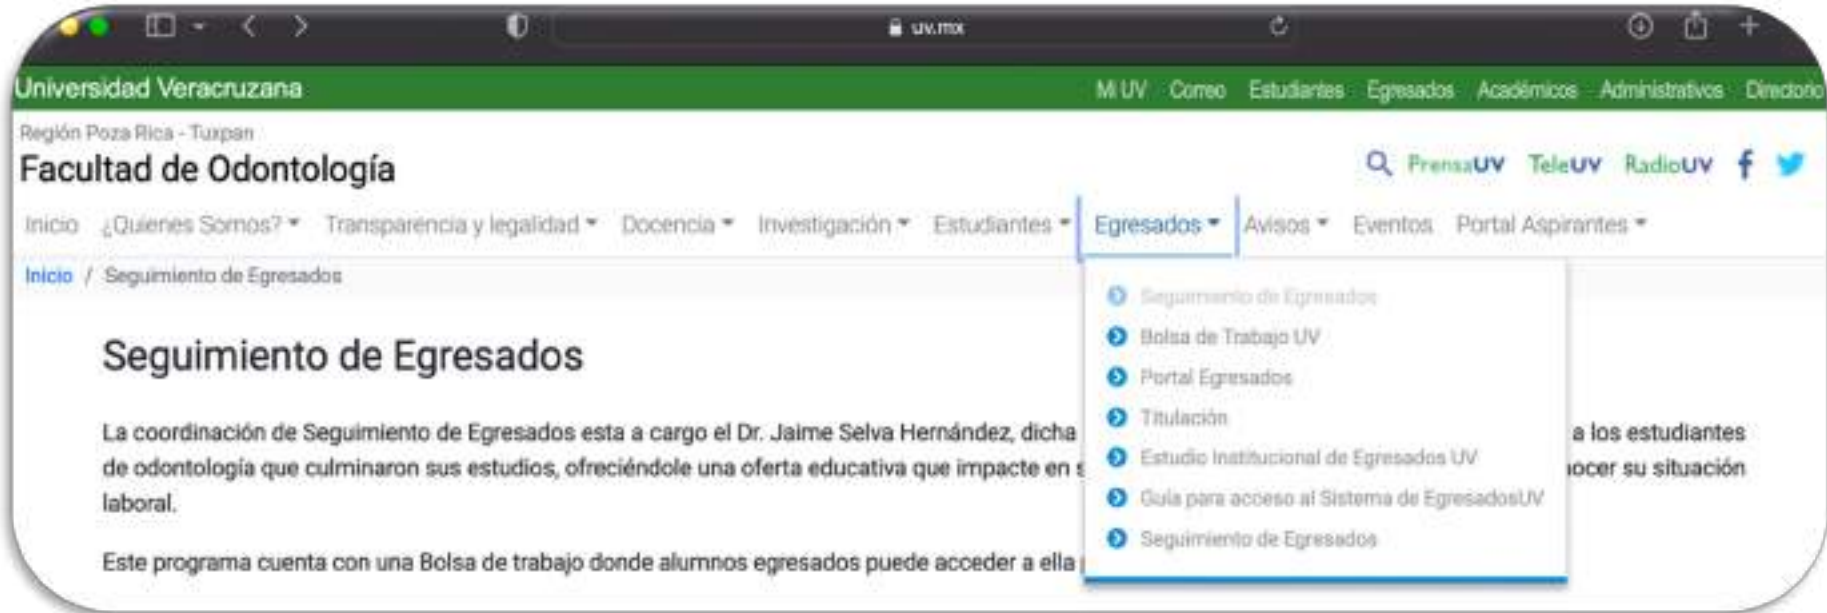 uv.mx
Universidad Veracruzana
Mi UV Correo Estudiantes Egresados Académicos Administrativos Directorio
Región Poza Rica - Tuxpan
Facultad de Odontología
PrensaUV TeleUV RadioUV
Inicio ¿Quienes Somos? Transparencia y legalidad Docencia Investigación Estudiantes Egresados Avisos Eventos Portal Aspirantes
Inicio / Seguimiento de Egresados
Seguimiento de Egresados
La coordinación de Seguimiento de Egresados esta a cargo el Dr. Jaime Selva Hernández, dicha a los estudiantes
de odontología que culminaron sus estudios, ofreciéndole una oferta educativa que impacte en s ocer su situación
laboral.
Este programa cuenta con una Bolsa de trabajo donde alumnos egresados puede acceder a ella
Seguimiento de Egresados
Bolsa de Trabajo UV
Portal Egresados
Titulación
Estudio Institucional de Egresados UV
Guía para acceso al Sistema de EgresadosUV
Seguimiento de Egresados